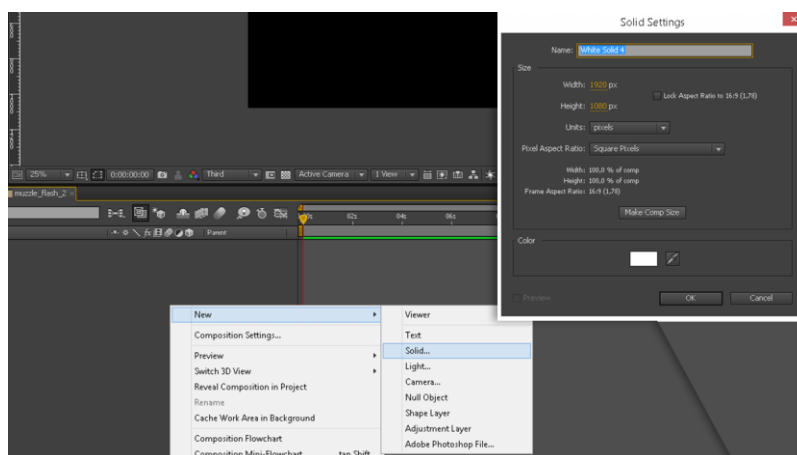 Solid Settings
Name: White Solid 4
Size
Width: 1920 px
Lock Aspect Ratio to 16:9 (1,78)
Height: 1080 px
Units: pixels
Pixel Aspect Ratio: Square Pixels
Width: 100,0 % of comp
Height: 100,0 % of comp
Frame Aspect Ratio: 16:9 (1,78)
Make Comp Size
Color
Preview
OK
Cancel
25%
0:00:00:00
Third
Active Camera
1 View
muzzle_flash_2
02s
04s
06s
Parent
New
Composition Settings...
Preview
Switch 3D View
Reveal Composition in Project
Rename
Cache Work Area in Background
Composition Flowchart
Composition Mini-Flowchart
tap Shift
Viewer
Text
Solid...
Light...
Camera...
Null Object
Shape Layer
Adjustment Layer
Adobe Photoshop File...